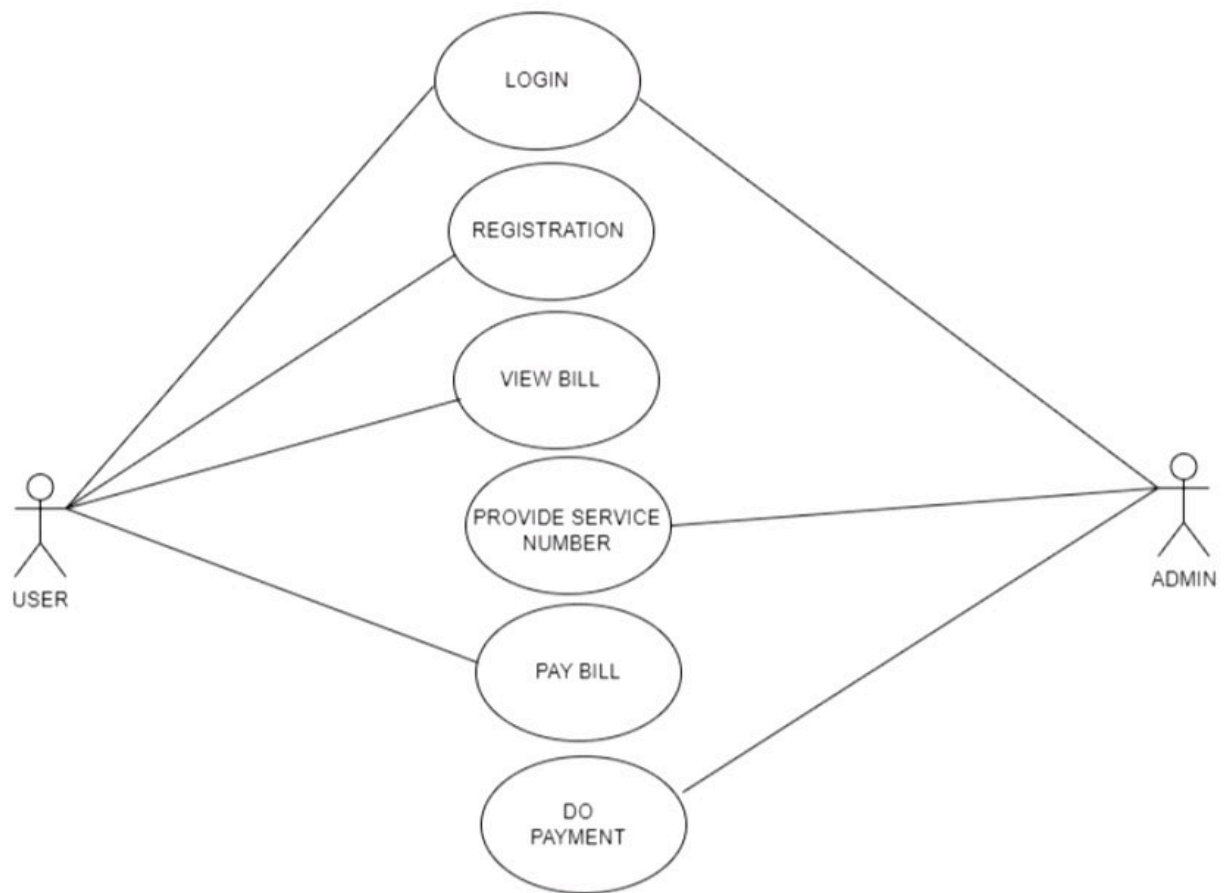 LOGIN
REGISTRATION
VIEW BILL
PROVIDE SERVICE
NUMBER
USER
ADMIN
PAY BILL
DO
PAYMENT